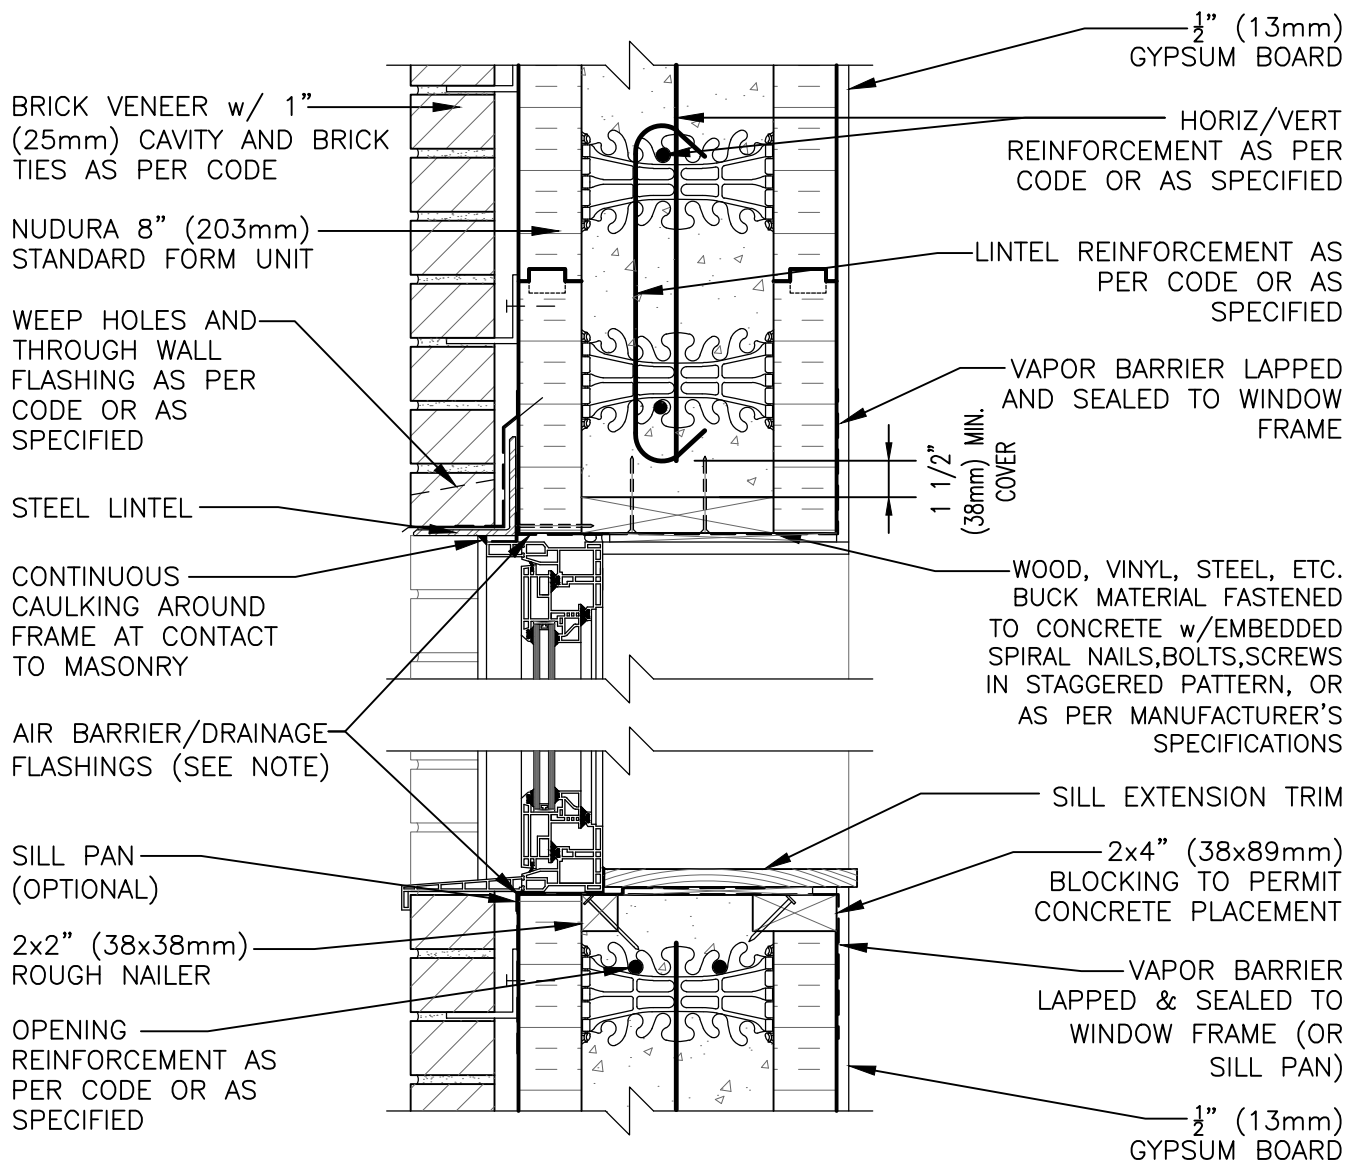 BRICK VENEER w/ 1”
(25mm) CAVITY AND BRICK
TIES AS PER CODE
NUDURA 8” (203mm)
STANDARD FORM UNIT
WEEP HOLES AND
THROUGH WALL
FLASHING AS PER
CODE OR AS
SPECIFIED
STEEL LINTEL
CONTINUOUS
CAULKING AROUND
FRAME AT CONTACT
TO MASONRY
AIR BARRIER/DRAINAGE
FLASHINGS (SEE NOTE)
SILL PAN
(OPTIONAL)
2x2” (38x38mm)
ROUGH NAILER
OPENING
REINFORCEMENT AS
PER CODE OR AS
SPECIFIED
½” (13mm)
GYPSUM BOARD
HORIZ/VERT
REINFORCEMENT AS PER
CODE OR AS SPECIFIED
LINTEL REINFORCEMENT AS
PER CODE OR AS
SPECIFIED
VAPOR BARRIER LAPPED
AND SEALED TO WINDOW
FRAME
1 1/2”
(38mm) MIN.
COVER
WOOD, VINYL, STEEL, ETC.
BUCK MATERIAL FASTENED
TO CONCRETE w/EMBEDDED
SPIRAL NAILS,BOLTS,SCREWS
IN STAGGERED PATTERN, OR
AS PER MANUFACTURER’S
SPECIFICATIONS
SILL EXTENSION TRIM
2x4” (38x89mm)
BLOCKING TO PERMIT
CONCRETE PLACEMENT
VAPOR BARRIER
LAPPED & SEALED TO
WINDOW FRAME (OR
SILL PAN)
½” (13mm)
GYPSUM BOARD